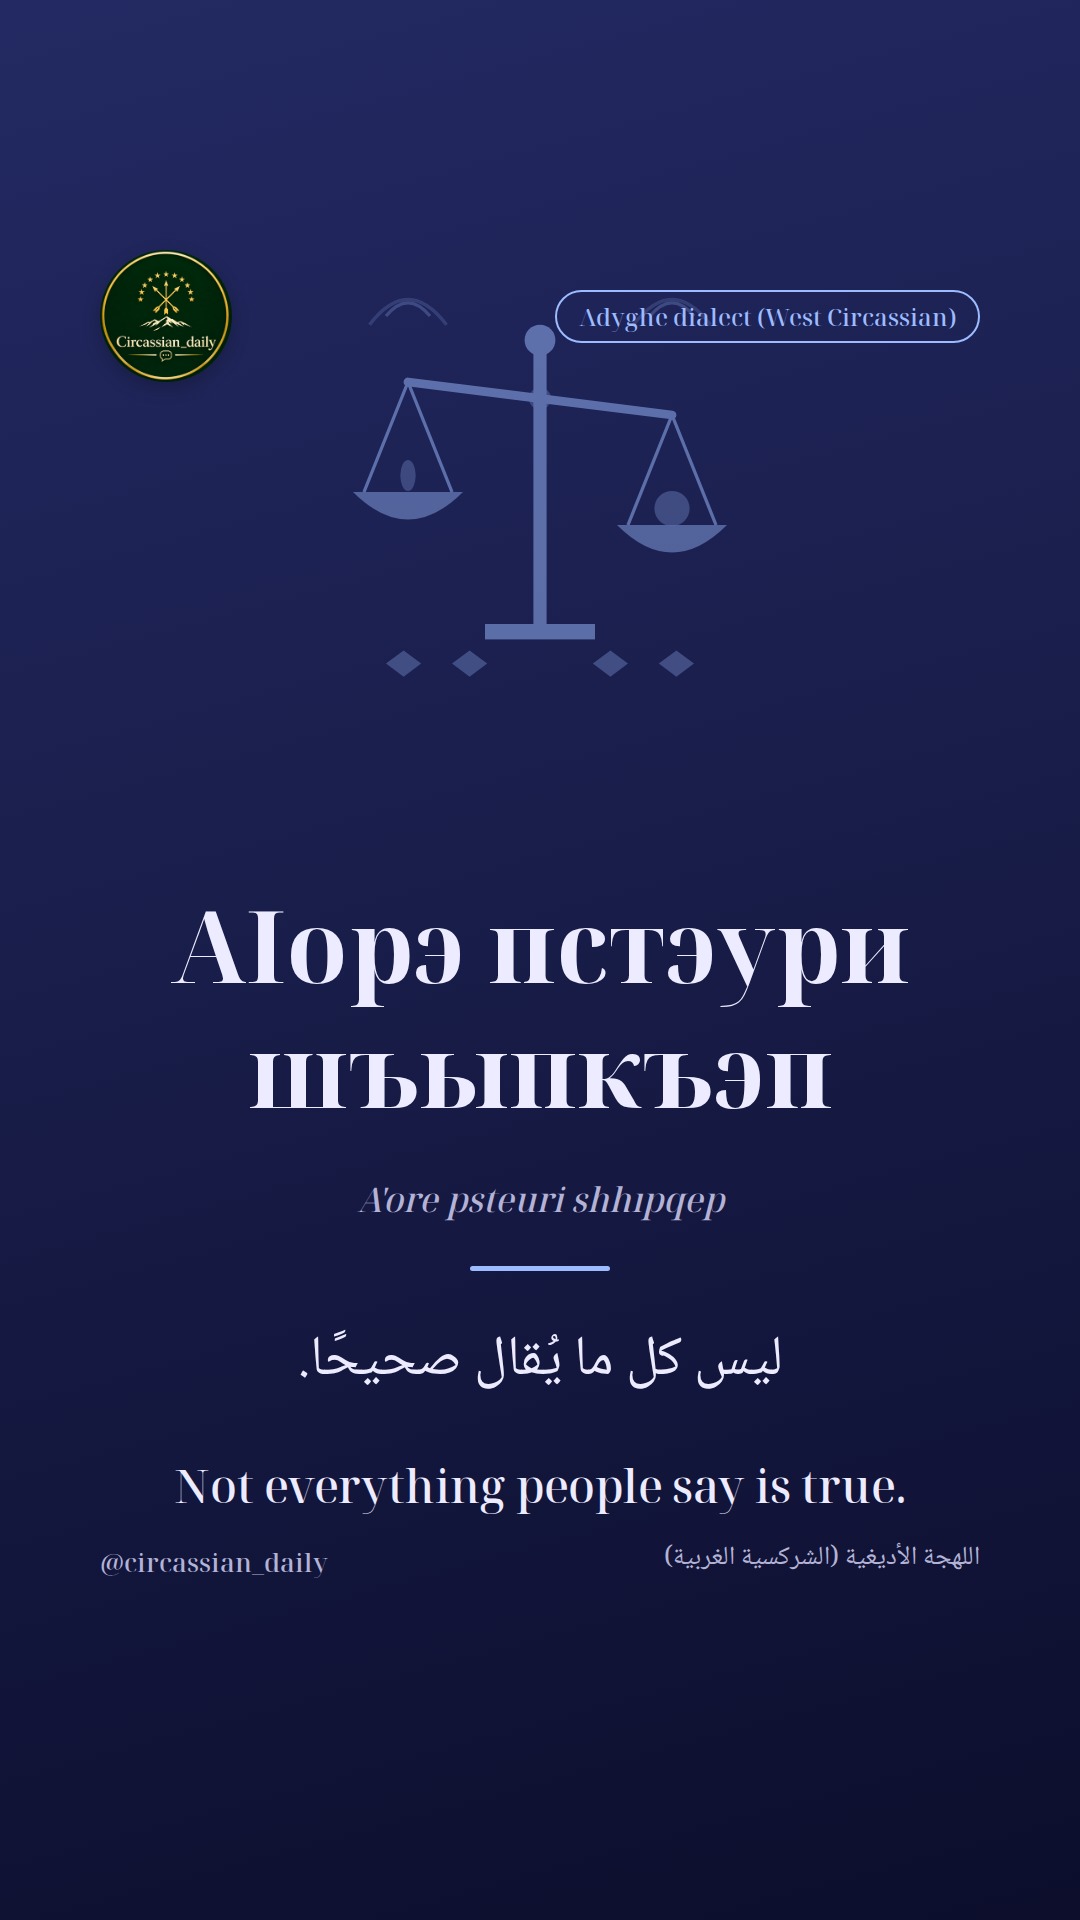 Circassian_daily
Adyghe dialect (West Circassian)
АӀорэ пстэури
шъыпкъэп
A'ore psteuri shhıpqep
ليس كل ما يُقال صحيحًا.
Not everything people say is true.
@circassian_daily
اللهجة الأديغية (الشركسية الغربية)